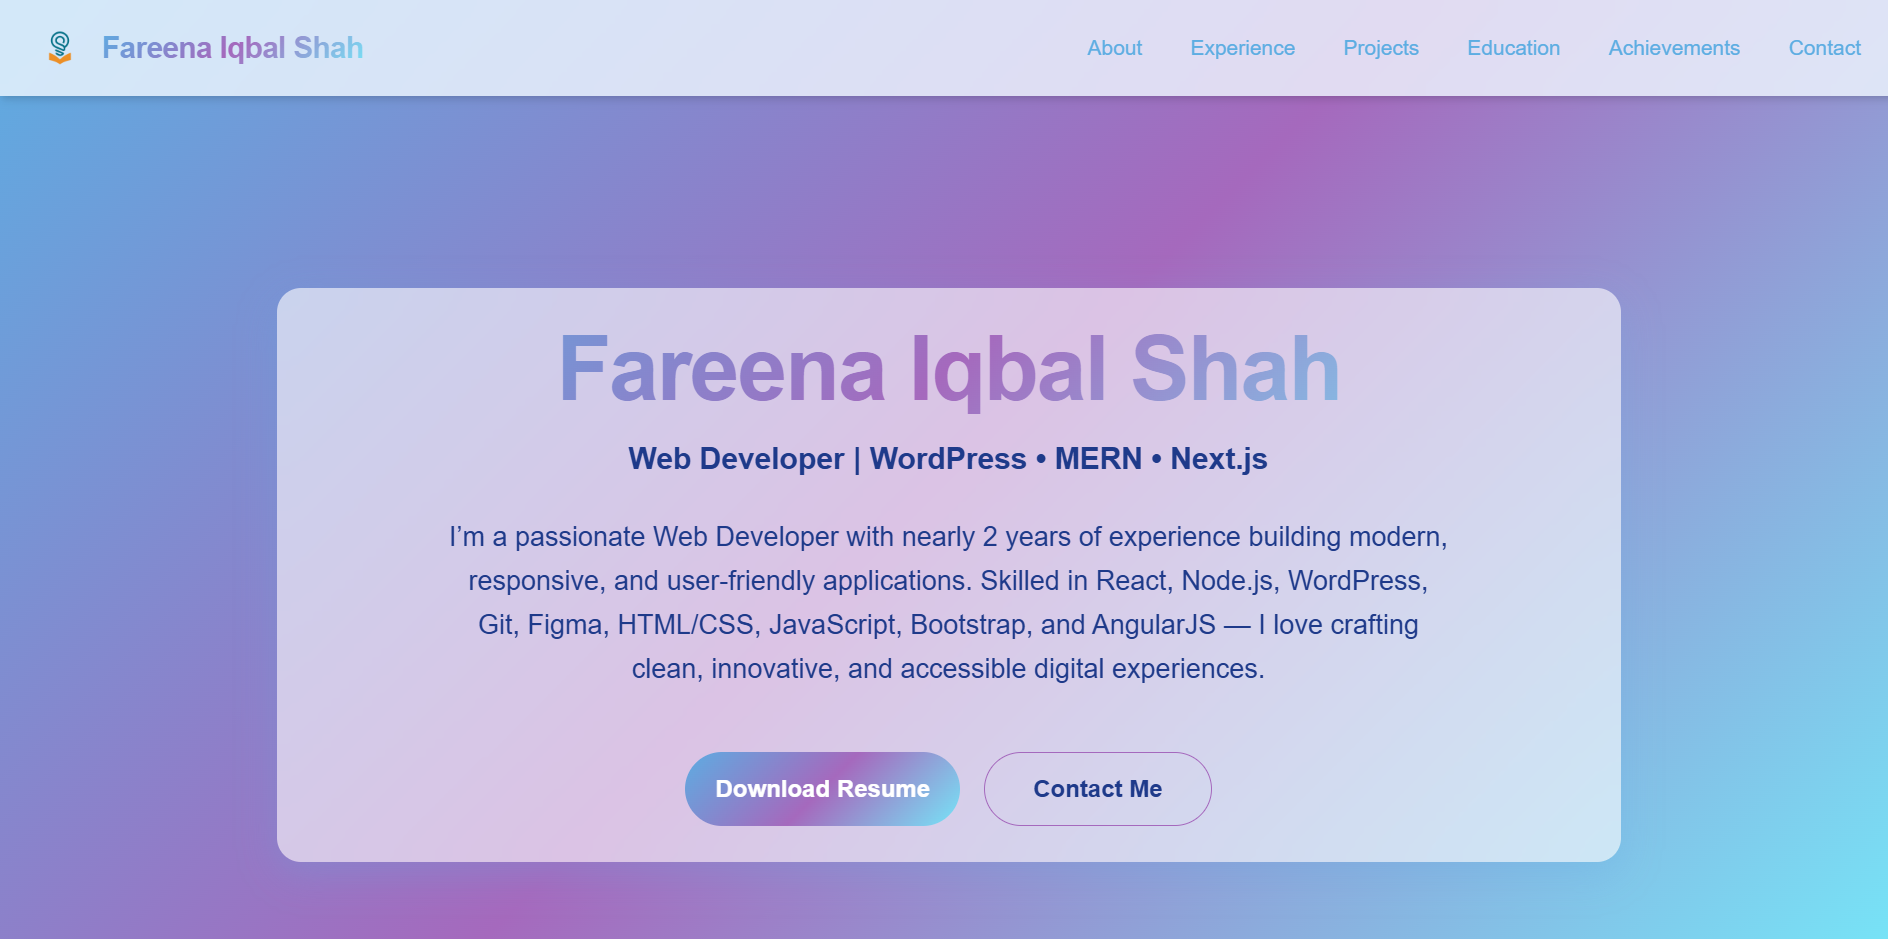 Fareena Iqbal Shah
About
Experience
Projects
Education
Achievements
Contact
Fareena Iqbal Shah
Web Developer | WordPress • MERN • Next.js
I’m a passionate Web Developer with nearly 2 years of experience building modern,
responsive, and user-friendly applications. Skilled in React, Node.js, WordPress,
Git, Figma, HTML/CSS, JavaScript, Bootstrap, and AngularJS — I love crafting
clean, innovative, and accessible digital experiences.
Download Resume
Contact Me